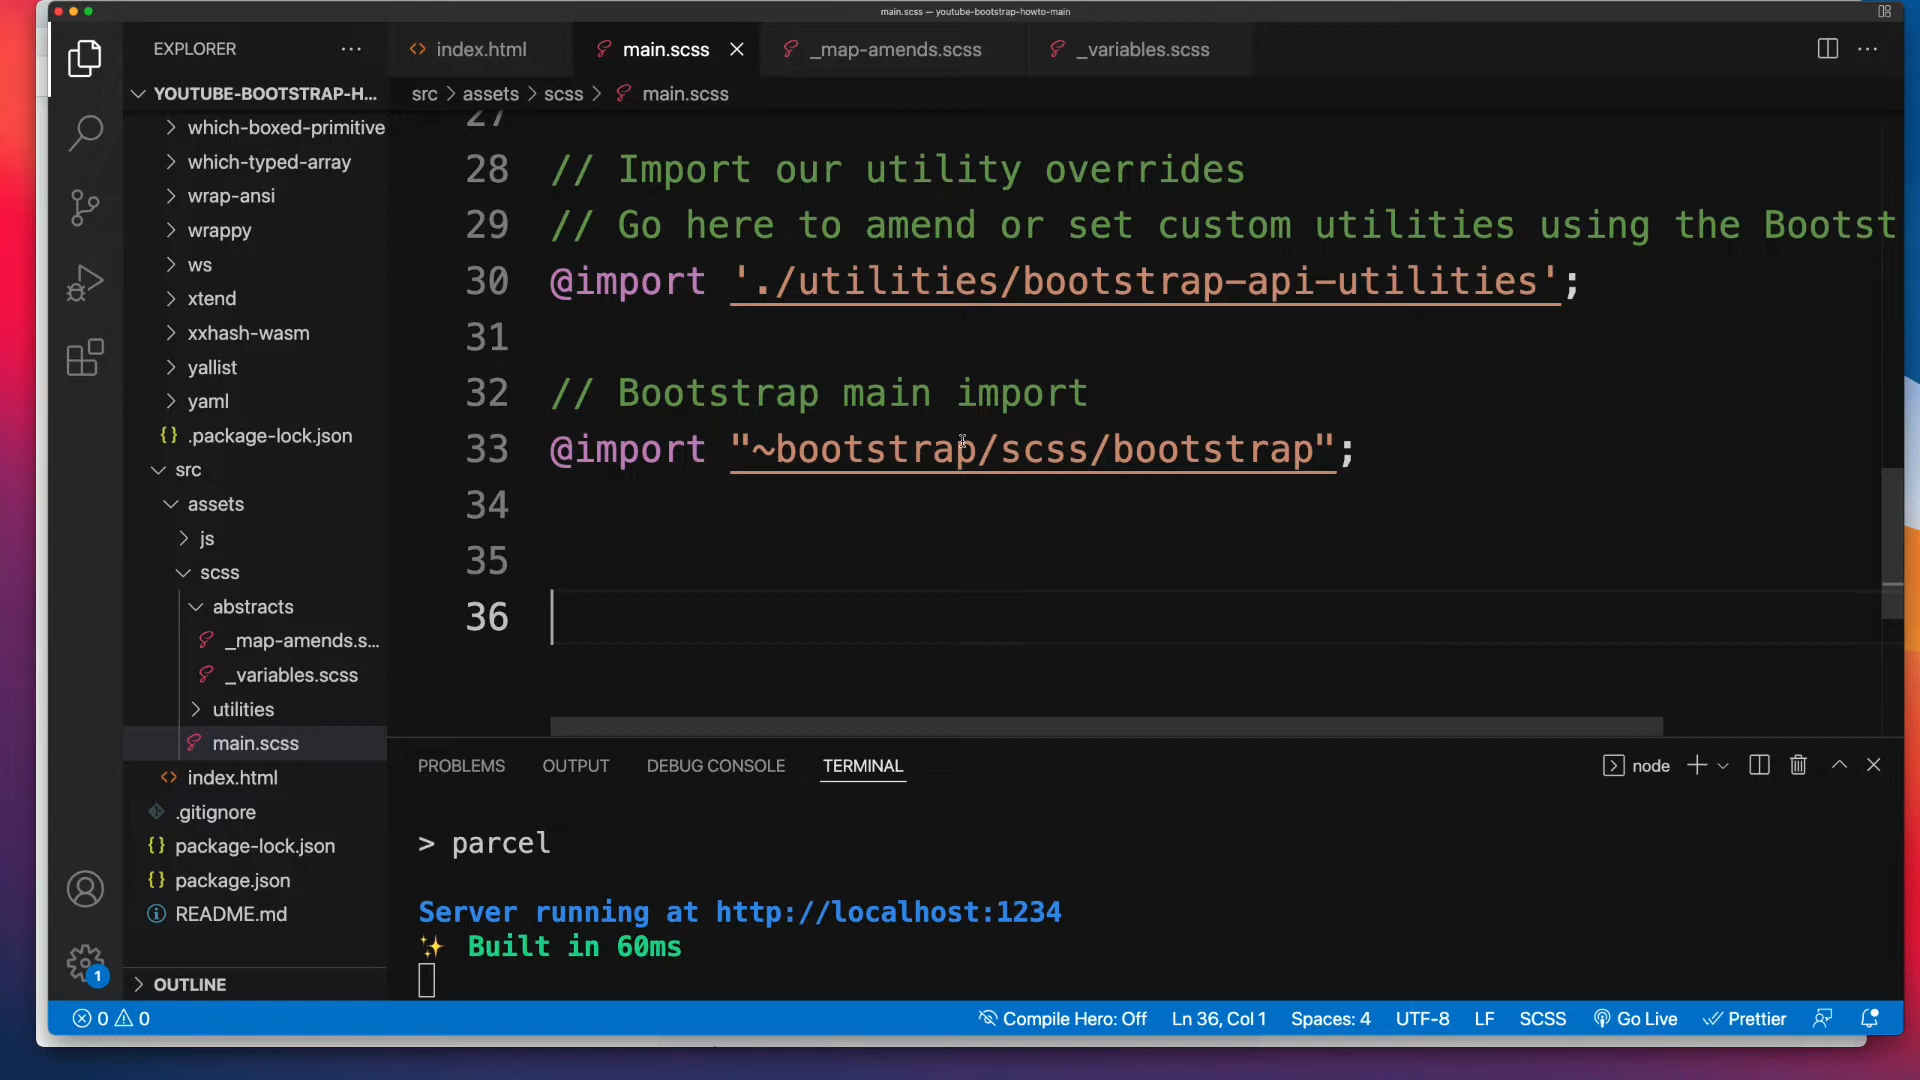 main.scss — youtube-bootstrap-howto-main
EXPLORER
index.html
main.scss
_map-amends.scss
_variables.scss
YOUTUBE-BOOTSTRAP-H...
src > assets > scss > main.scss
which-boxed-primitive
which-typed-array
wrap-ansi
wrappy
ws
xtend
xxhash-wasm
yallist
yaml
{} .package-lock.json
src
assets
js
scss
abstracts
_map-amends.s...
_variables.scss
utilities
main.scss
<> index.html
.gitignore
{} package-lock.json
{} package.json
README.md
OUTLINE
27
28 // Import our utility overrides
29 // Go here to amend or set custom utilities using the Bootst
30 @import './utilities/bootstrap-api-utilities';
31
32 // Bootstrap main import
33 @import "~bootstrap/scss/bootstrap";
34
35
36
PROBLEMS OUTPUT DEBUG CONSOLE TERMINAL
node
> parcel
Server running at http://localhost:1234
✨ Built in 60ms
1
0 0
Compile Hero: Off Ln 36, Col 1 Spaces: 4 UTF-8 LF SCSS Go Live Prettier